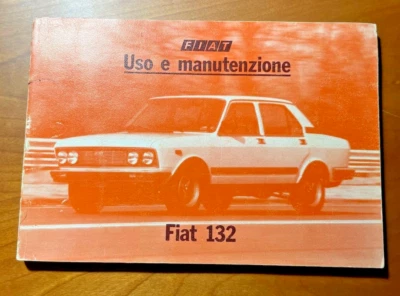 FIAT
Uso e manutenzione
Fiat 132